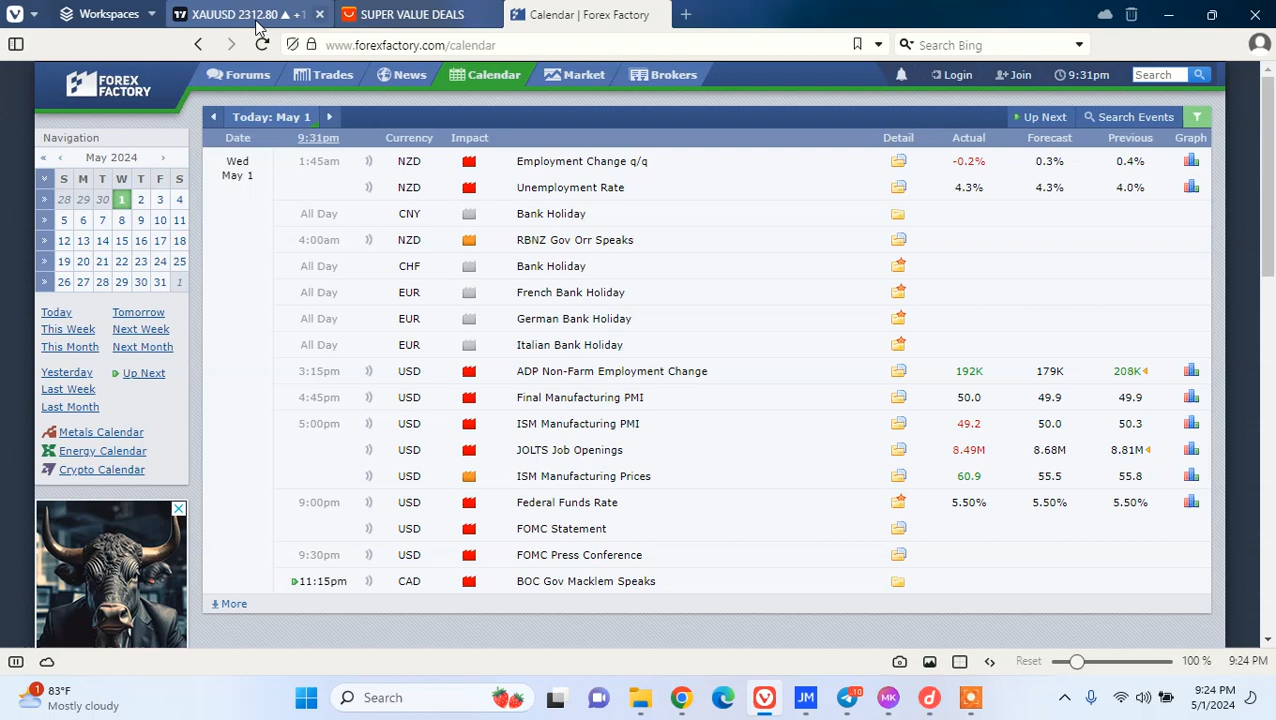 Workspaces
XAUUSD 2312.80 ▲ +1
SUPER VALUE DEALS
Calendar | Forex Factory
www.forexfactory.com/calendar
Search Bing
FOREX
FACTORY
Forums
Trades
News
Calendar
Market
Brokers
Login
Join
9:31pm
Search
Navigation
« ‹ May 2024 ›
S M T W T F S
» 28 29 30 1 2 3 4
» 5 6 7 8 9 10 11
» 12 13 14 15 16 17 18
» 19 20 21 22 23 24 25
» 26 27 28 29 30 31 1
Today Tomorrow
This Week Next Week
This Month Next Month
Yesterday Up Next
Last Week
Last Month
Metals Calendar
Energy Calendar
Crypto Calendar
Today: May 1 Up Next Search Events
Date 9:31pm Currency Impact Detail Actual Forecast Previous Graph
Wed
May 1
1:45am NZD Employment Change q/q -0.2% 0.3% 0.4%
NZD Unemployment Rate 4.3% 4.3% 4.0%
All Day CNY Bank Holiday
4:00am NZD RBNZ Gov Orr Speaks
All Day CHF Bank Holiday
All Day EUR French Bank Holiday
All Day EUR German Bank Holiday
All Day EUR Italian Bank Holiday
3:15pm USD ADP Non-Farm Employment Change 192K 179K 208K
4:45pm USD Final Manufacturing PMI 50.0 49.9 49.9
5:00pm USD ISM Manufacturing PMI 49.2 50.0 50.3
USD JOLTS Job Openings 8.49M 8.68M 8.81M
USD ISM Manufacturing Prices 60.9 55.5 55.8
9:00pm USD Federal Funds Rate 5.50% 5.50% 5.50%
USD FOMC Statement
9:30pm USD FOMC Press Conference
11:15pm CAD BOC Gov Macklem Speaks
More
Reset
100 %
9:24 PM
1
83°F
Mostly cloudy
Search
JM
10
MK
9:24 PM
5/1/2024